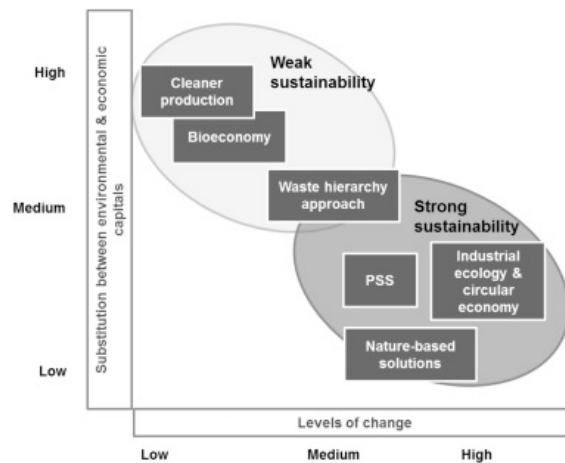 High
Medium
Low
Substitution between environmental & economic
capitals
Weak
sustainability
Cleaner
production
Bioeconomy
Waste hierarchy
approach
Strong
sustainability
PSS
Industrial
ecology &
circular
economy
Nature-based
solutions
Levels of change
Low
Medium
High